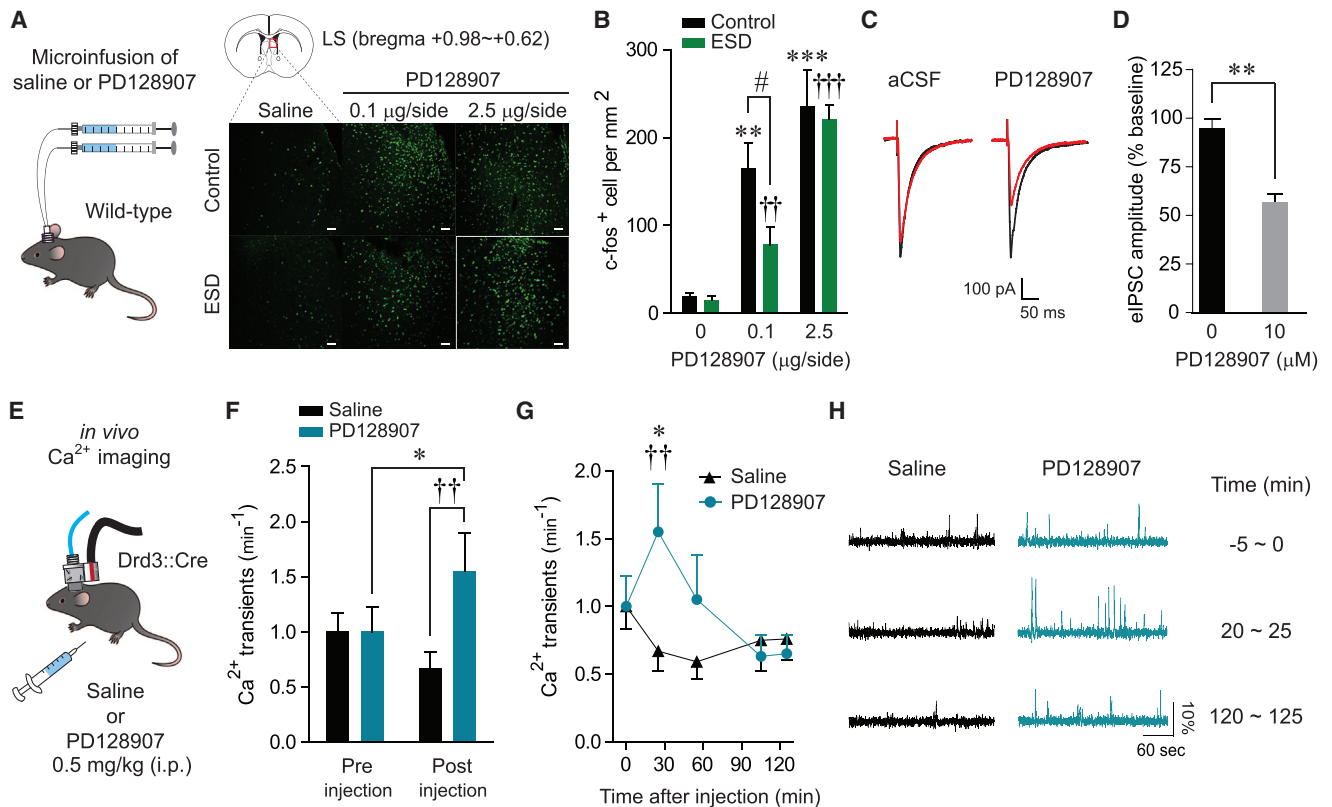 A
Microinfusion of
saline or PD128907
Wild-type
LS (bregma +0.98~+0.62)
PD128907
Saline
0.1 μg/side
2.5 μg/side
Control
ESD
B
Control
ESD
c-fos+ cell per mm 2
300
200
100
0
**
#
††
***
†††
0
0.1
2.5
PD128907 (μg/side)
C
aCSF
PD128907
100 pA
50 ms
D
eIPSC amplitude (% baseline)
125
100
75
50
25
0
**
0
10
PD128907 (μM)
E
in vivo
Ca2+ imaging
Drd3::Cre
Saline
or
PD128907
0.5 mg/kg (i.p.)
F
Saline
PD128907
Ca2+ transients (min-1)
2.5
2.0
1.5
1.0
0.5
0.0
*
††
Pre
injection
Post
injection
G
*
††
Saline
PD128907
Ca2+ transients (min-1)
2.0
1.5
1.0
0.5
0.0
0
30
60
90
120
Time after injection (min)
H
Saline
PD128907
Time (min)
-5 ~ 0
20 ~ 25
120 ~ 125
10%
60 sec